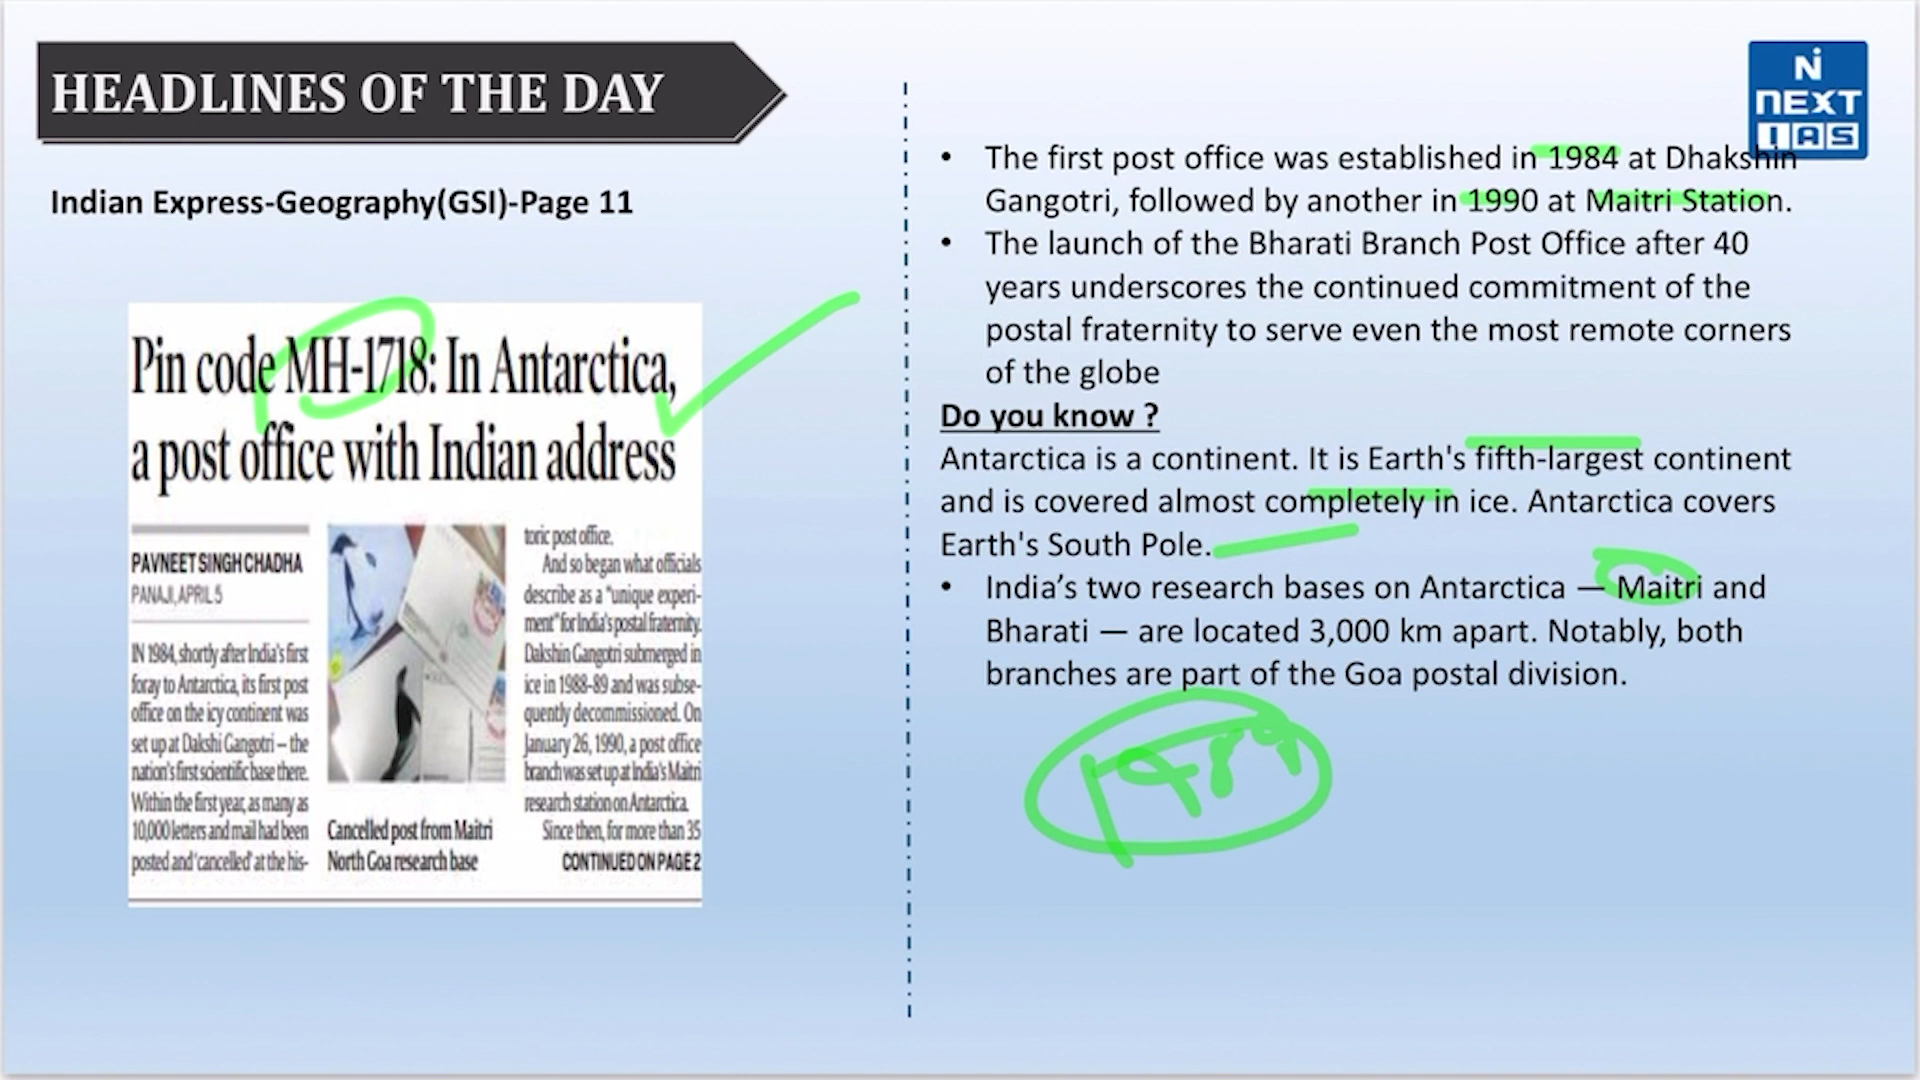 HEADLINES OF THE DAY
Indian Express-Geography(GSI)-Page 11
Pin code MH-1718: In Antarctica,
a post office with Indian address
PAVNEET SINGH CHADHA
PANAJI, APRIL 5
IN 1984, shortly after India's first
foray to Antarctica, its first post
office on the icy continent was
set up at Dakshi Gangotri – the
nation's first scientific base there.
Within the first year, as many as
10,000 letters and mail had been
posted and 'cancelled' at the his-
Cancelled post from Maitri
North Goa research base
toric post office.
And so began what officials
describe as a "unique experi-
ment" for India's postal fraternity.
Dakshin Gangotri submerged in
ice in 1988-89 and was subse-
quently decommissioned. On
January 26, 1990, a post office
branch was set up at India's Maitri
research station on Antarctica.
Since then, for more than 35
CONTINUED ON PAGE 2
NEXT
IAS
• The first post office was established in 1984 at Dhakshin
Gangotri, followed by another in 1990 at Maitri Station.
• The launch of the Bharati Branch Post Office after 40
years underscores the continued commitment of the
postal fraternity to serve even the most remote corners
of the globe
Do you know ?
Antarctica is a continent. It is Earth's fifth-largest continent
and is covered almost completely in ice. Antarctica covers
Earth's South Pole.
• India’s two research bases on Antarctica — Maitri and
Bharati — are located 3,000 km apart. Notably, both
branches are part of the Goa postal division.